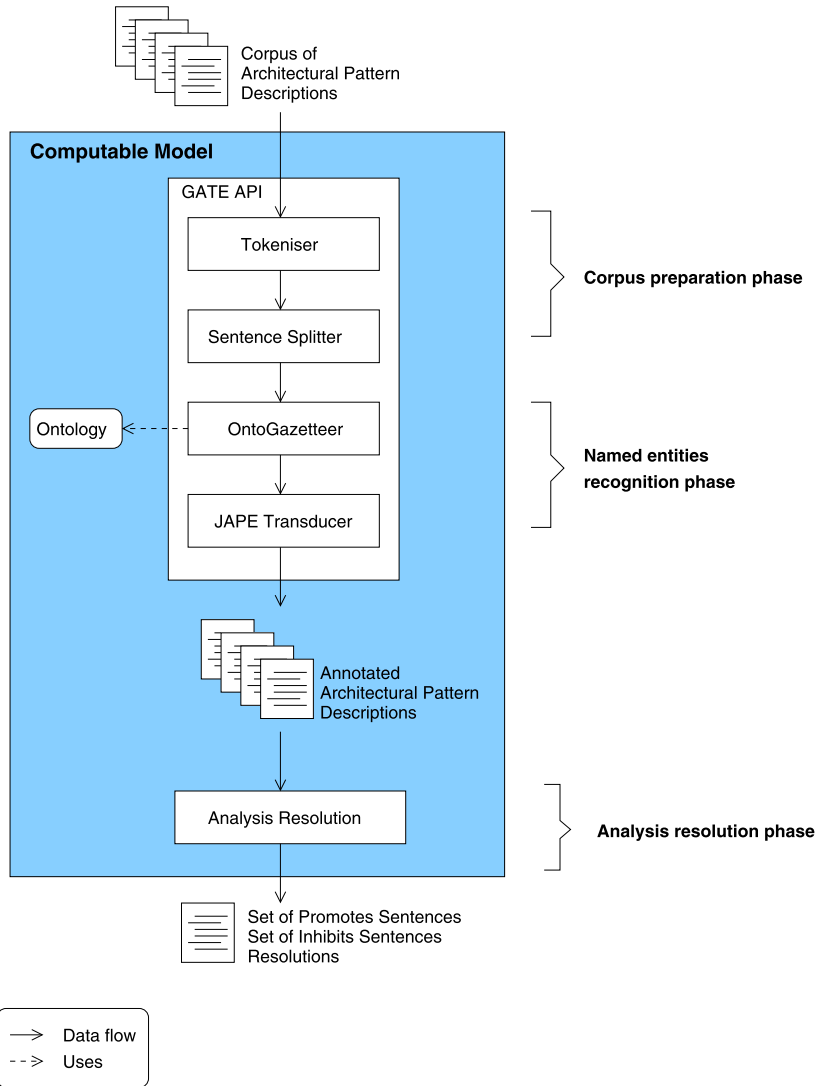 Corpus of
Architectural Pattern
Descriptions
Computable Model
GATE API
Tokeniser
Corpus preparation phase
Sentence Splitter
Ontology
OntoGazetteer
Named entities
recognition phase
JAPE Transducer
Annotated
Architectural Pattern
Descriptions
Analysis Resolution
Analysis resolution phase
Set of Promotes Sentences
Set of Inhibits Sentences
Resolutions
Data flow
Uses